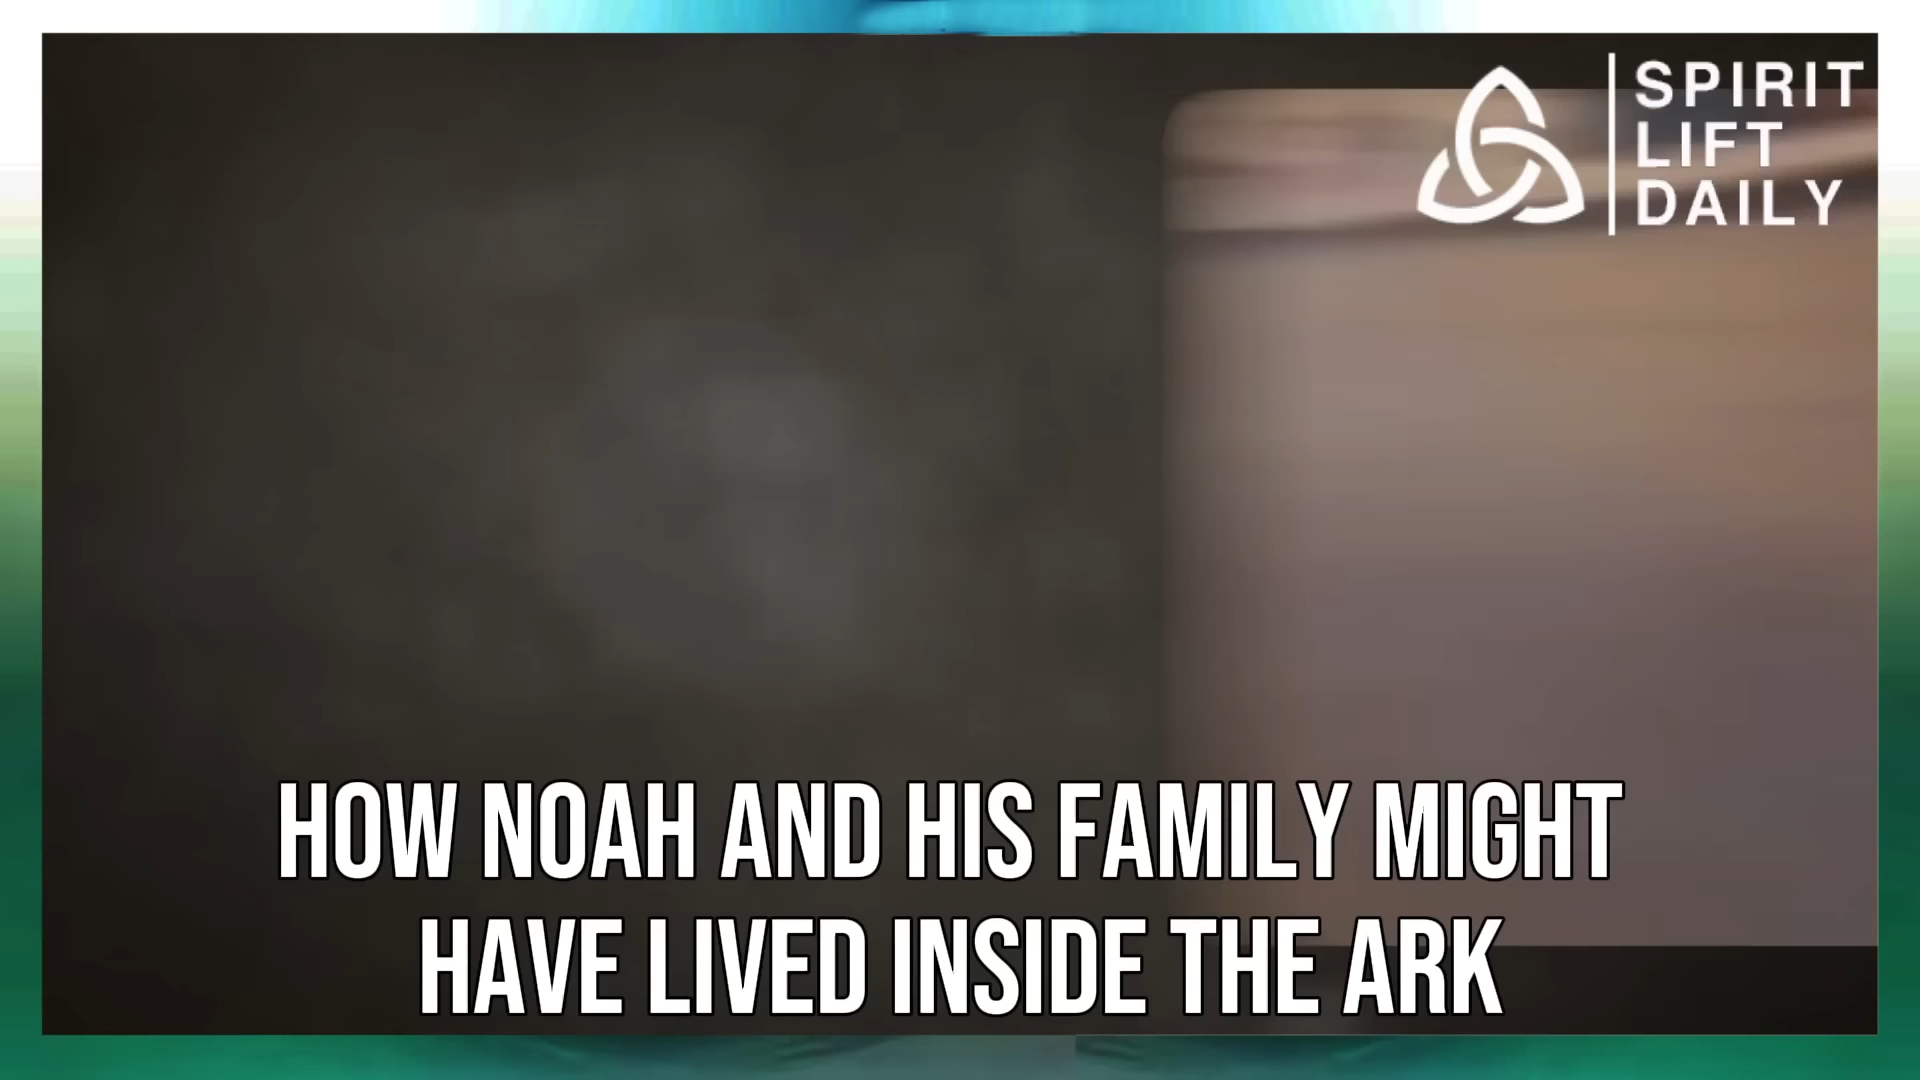 SPIRIT
LIFT
DAILY
HOW NOAH AND HIS FAMILY MIGHT
HAVE LIVED INSIDE THE ARK